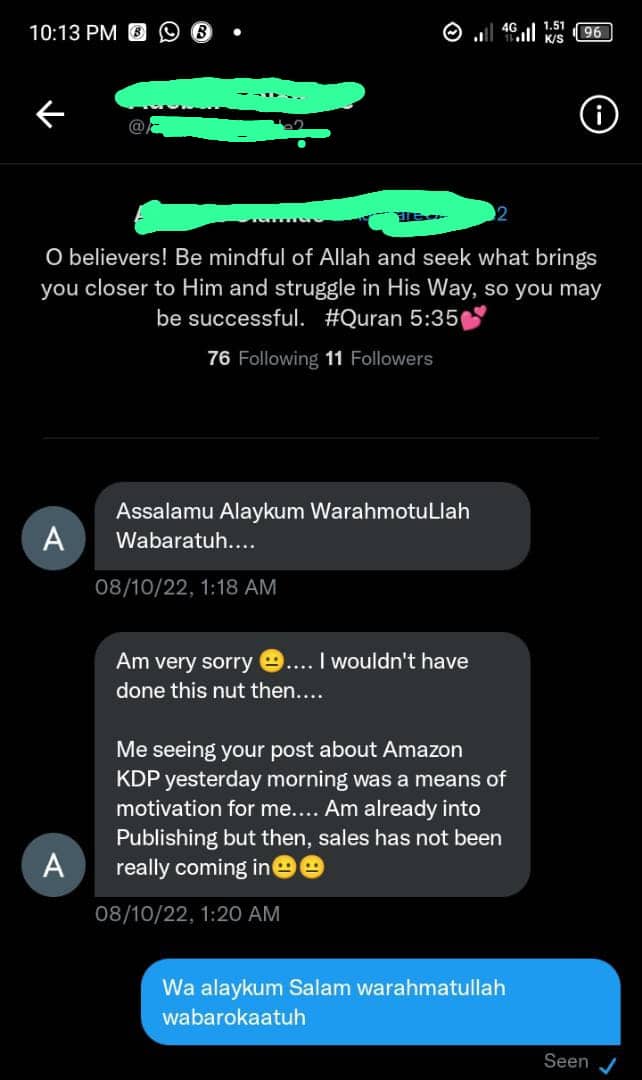 10:13 PM
4G 1.51 K/S 96
@
2
O believers! Be mindful of Allah and seek what brings
you closer to Him and struggle in His Way, so you may
be successful. #Quran 5:35💕
76 Following 11 Followers
Assalamu Alaykum WarahmotuLlah
Wabaratuh....
A
08/10/22, 1:18 AM
Am very sorry 😐.... I wouldn't have
done this nut then....
Me seeing your post about Amazon
KDP yesterday morning was a means of
motivation for me.... Am already into
Publishing but then, sales has not been
really coming in😐😐
A
08/10/22, 1:20 AM
Wa alaykum Salam warahmatullah
wabarokaatuh
Seen